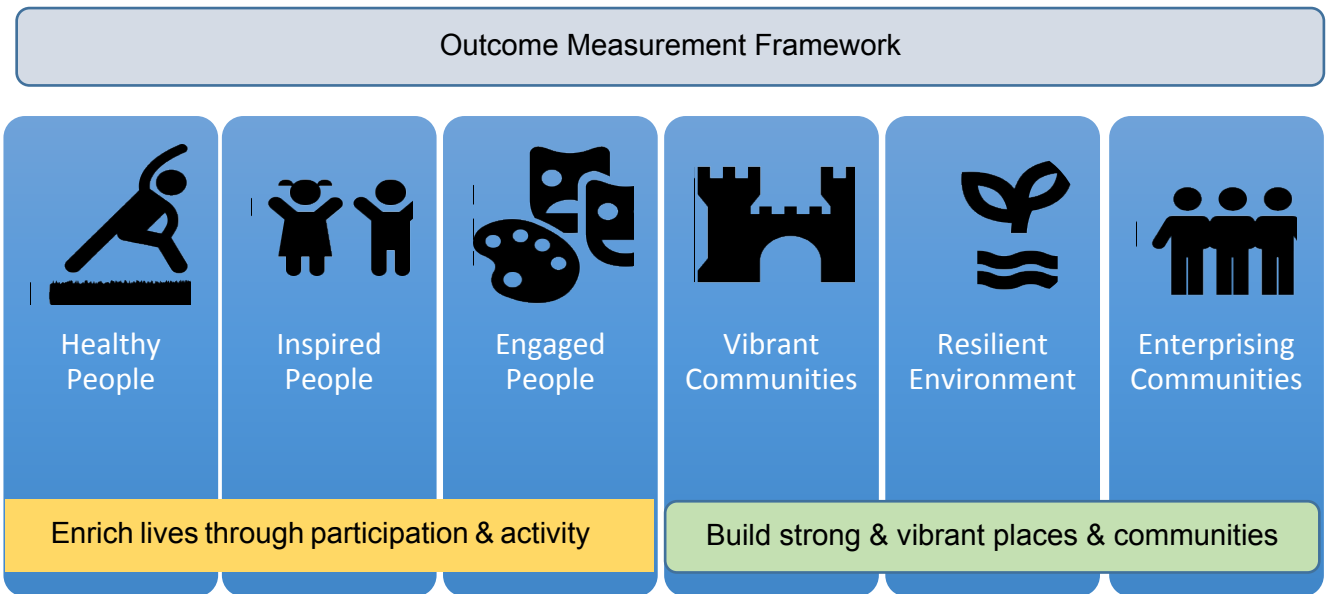 Outcome Measurement Framework
Healthy
People
Inspired
People
Engaged
People
Vibrant
Communities
Resilient
Environment
Enterprising
Communities
Enrich lives through participation & activity
Build strong & vibrant places & communities